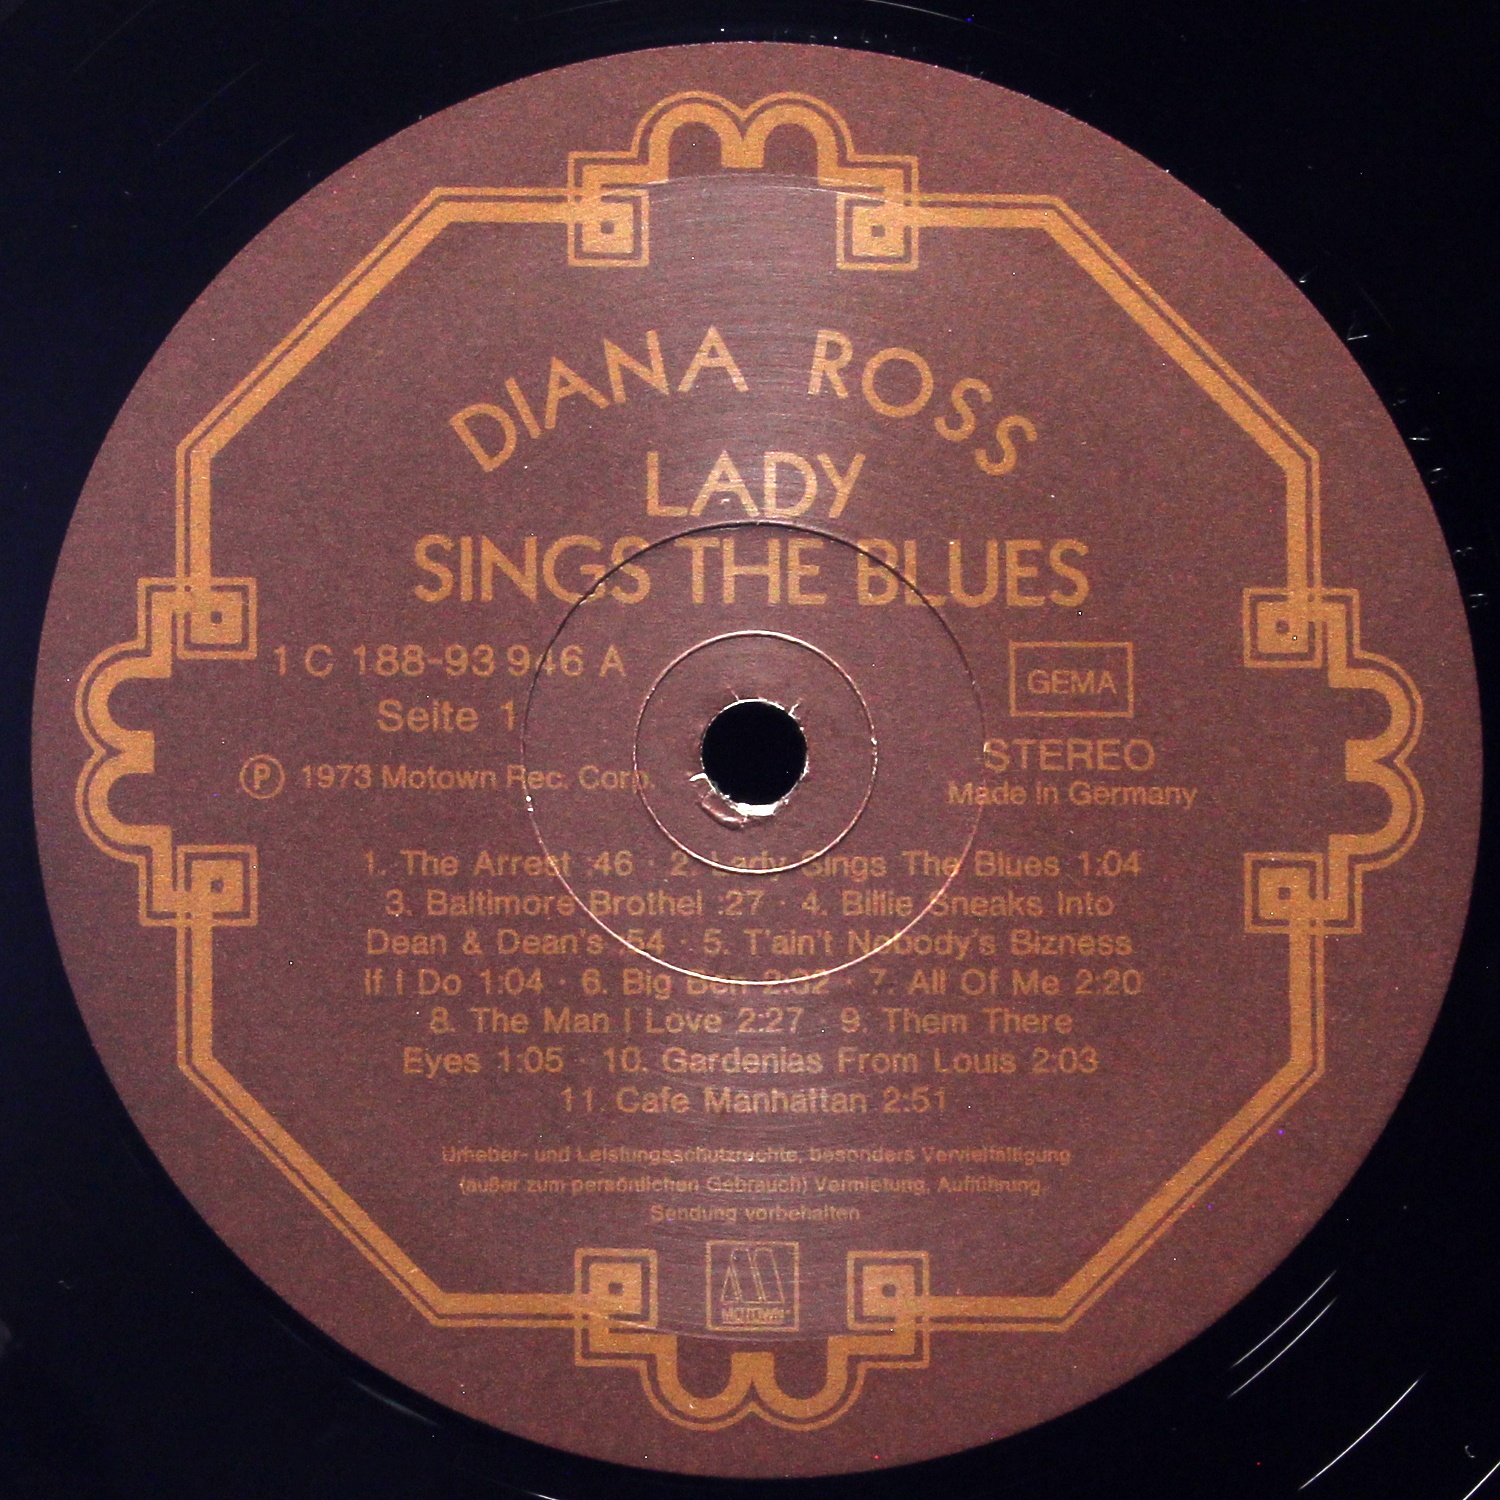 DIANA ROSS
LADY
SINGS THE BLUES
1 C 188-93 946 A
Seite 1
GEMA
STEREO
Ⓟ 1973 Motown Rec. Corp.
Made in Germany
1. The Arrest :46 · 2. Lady Sings The Blues 1:04
3. Baltimore Brothel :27 · 4. Billie Sneaks Into
Dean & Dean's :54 · 5. T'ain't Nobody's Bizness
If I Do 1:04 · 6. Big Ben 2:02 · 7. All Of Me 2:20
8. The Man I Love 2:27 · 9. Them There
Eyes 1:05 · 10. Gardenias From Louis 2:03
11. Cafe Manhattan 2:51
Urheber- und Leistungsschutzrechte, besonders Vervielfältigung
(außer zum persönlichen Gebrauch) Vermietung, Aufführung,
Sendung vorbehalten
M
MOTOWN